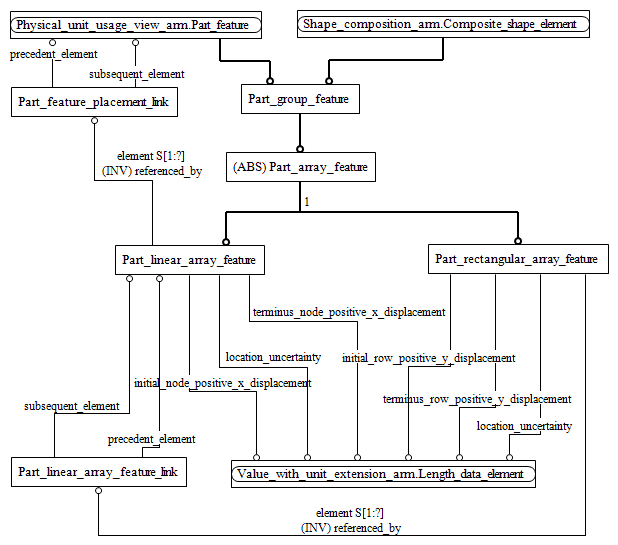 Physical_unit_usage_view_arm.Part_feature
Shape_composition_arm.Composite_shape_element
precedent_element
subsequent_element
Part_feature_placement_link
Part_group_feature
element S[1:?]
(INV) referenced_by
(ABS) Part_array_feature
1
Part_linear_array_feature
Part_rectangular_array_feature
terminus_node_positive_x_displacement
location_uncertainty
initial_row_positive_y_displacement
initial_node_positive_x_displacement
terminus_row_positive_y_displacement
subsequent_element
location_uncertainty
precedent_element
Part_linear_array_feature_link
Value_with_unit_extension_arm.Length_data_element
element S[1:?]
(INV) referenced_by